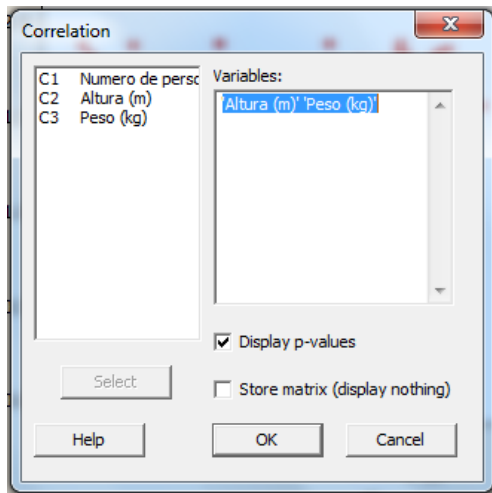 Correlation
C1 Numero de persc
C2 Altura (m)
C3 Peso (kg)
Variables:
'Altura (m)' 'Peso (kg)'
Display p-values
Select
Store matrix (display nothing)
Help
OK
Cancel